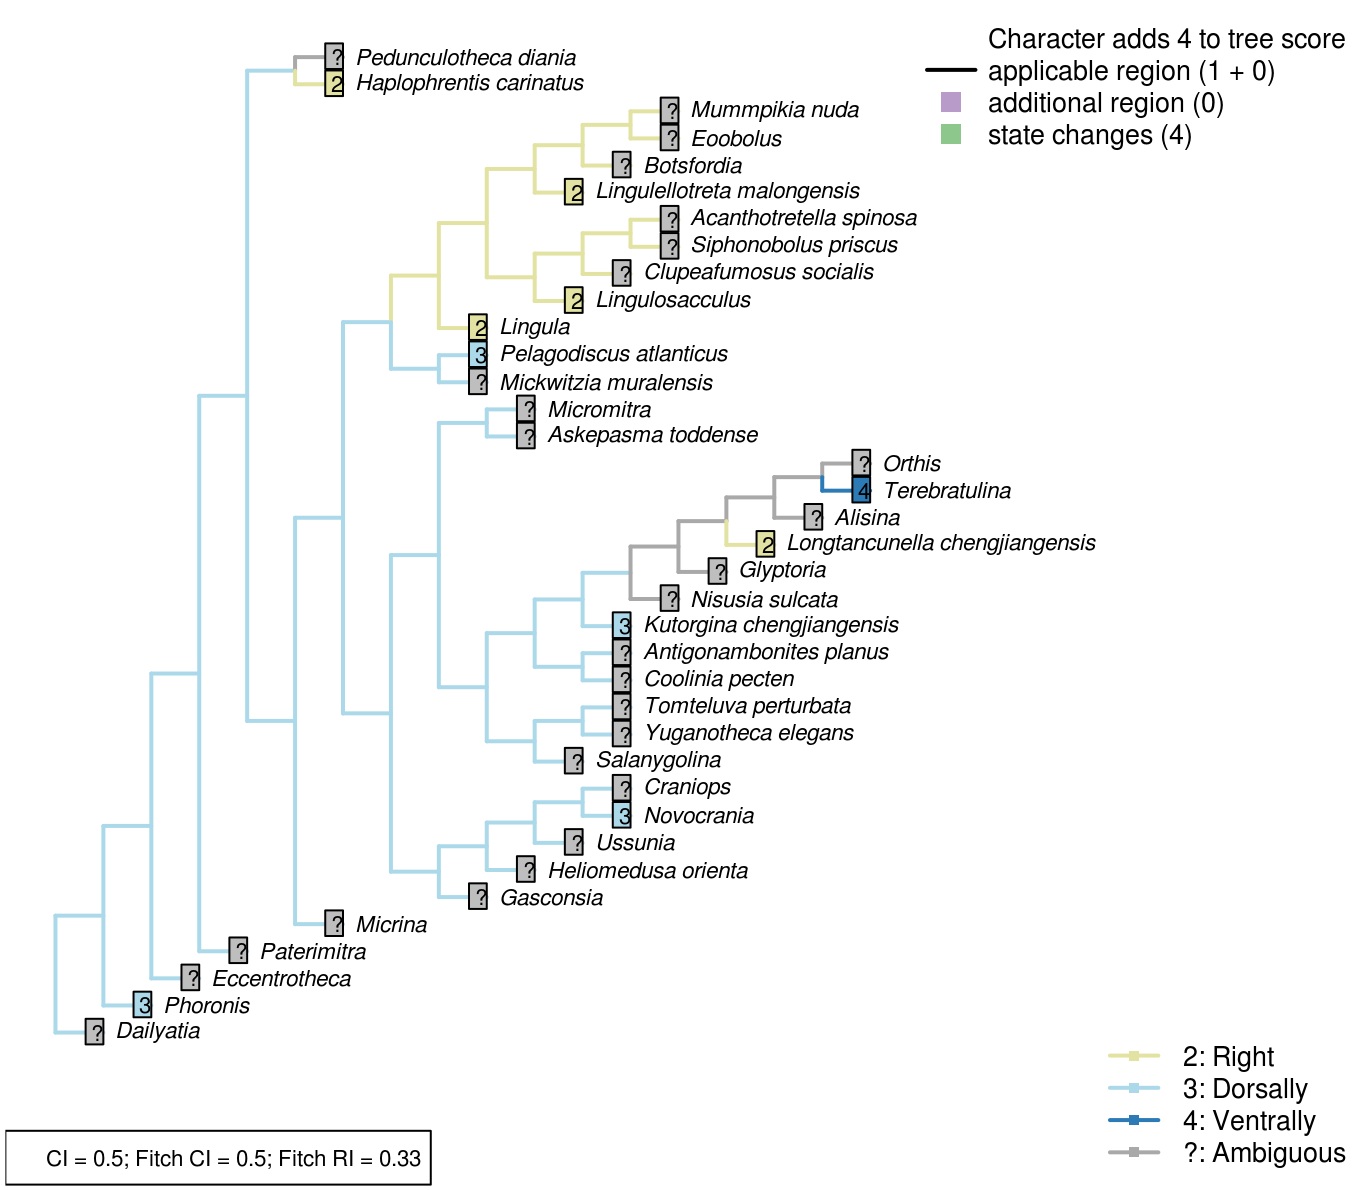 Character adds 4 to tree score
applicable region (1 + 0)
additional region (0)
state changes (4)
? Pedunculotheca diania
2 Haplophrentis carinatus
? Mummpikia nuda
? Eoobolus
? Botsfordia
2 Lingulellotreta malongensis
? Acanthotretella spinosa
? Siphonobolus priscus
? Clupeafumosus socialis
2 Lingulosacculus
2 Lingula
3 Pelagodiscus atlanticus
? Mickwitzia muralensis
? Micromitra
? Askepasma toddense
? Orthis
4 Terebratulina
? Alisina
2 Longtancunella chengjiangensis
? Glyptoria
? Nisusia sulcata
3 Kutorgina chengjiangensis
? Antigonambonites planus
? Coolinia pecten
? Tomteluva perturbata
? Yuganotheca elegans
? Salanygolina
? Craniops
3 Novocrania
? Ussunia
? Heliomedusa orienta
? Gasconsia
? Micrina
? Paterimitra
? Eccentrotheca
3 Phoronis
? Dailyatia
2: Right
3: Dorsally
4: Ventrally
?: Ambiguous
CI = 0.5; Fitch CI = 0.5; Fitch RI = 0.33